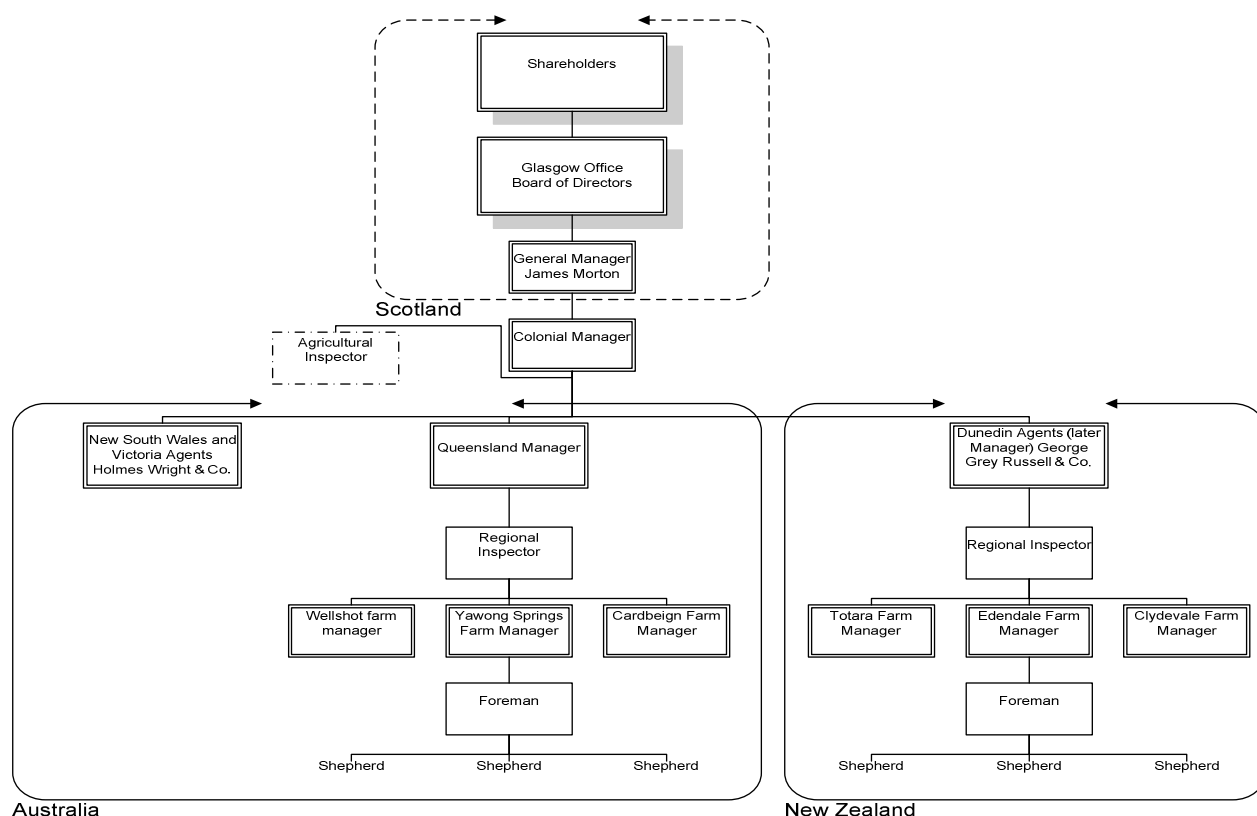 Shareholders
Glasgow Office
Board of Directors
General Manager
James Morton
Scotland
Colonial Manager
Agricultural
Inspector
New South Wales and
Victoria Agents
Holmes Wright & Co.
Queensland Manager
Dunedin Agents (later
Manager) George
Grey Russell & Co.
Regional
Inspector
Regional Inspector
Wellshot farm
manager
Yawong Springs
Farm Manager
Cardbeign Farm
Manager
Totara Farm
Manager
Edendale Farm
Manager
Clydevale Farm
Manager
Foreman
Foreman
Shepherd
Shepherd
Shepherd
Shepherd
Shepherd
Shepherd
Australia
New Zealand